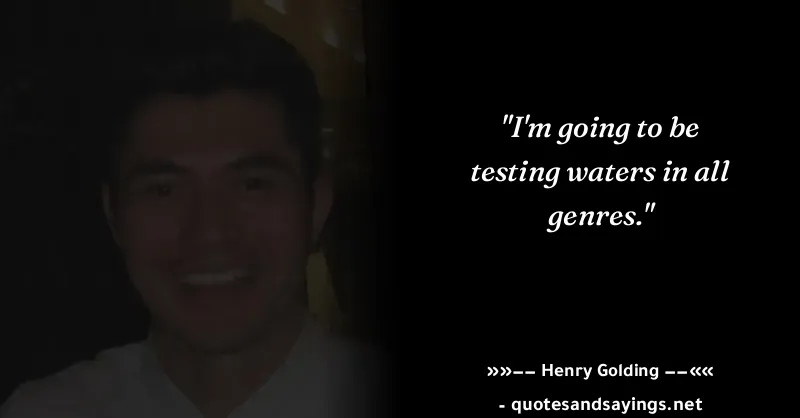 "I'm going to be
testing waters in all
genres."
»»−− Henry Golding −−««
- quotesandsayings.net